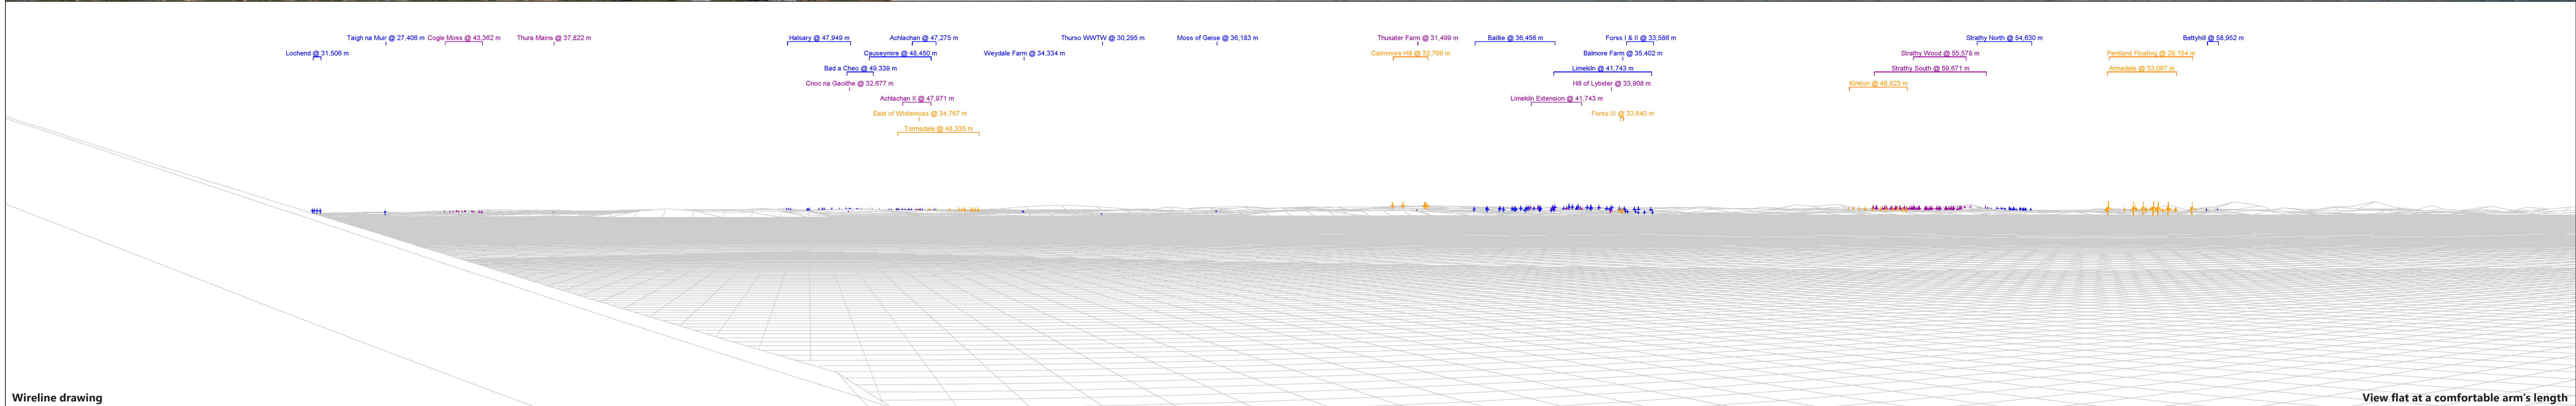 Taigh na Muir @ 27,406 m Cogle Moss @ 43,362 m Thura Mains @ 37,822 m Halsary @ 47,949 m Achlachan @ 47,275 m Thurso WWTW @ 30,295 m Moss of Geise @ 36,183 m Thusater Farm @ 31,499 m Baillie @ 36,456 m Forss I & II @ 33,586 m Strathy North @ 54,630 m Bettyhill @ 58,952 m
Lochend @ 31,506 m Causeymire @ 48,450 m Weydale Farm @ 34,334 m Cairnmore Hill @ 32,766 m Balmore Farm @ 35,402 m Strathy Wood @ 55,578 m Pentland Floating @ 29,154 m
Bad a Cheo @ 49,339 m Limekiln @ 41,743 m Strathy South @ 59,671 m Armadale @ 53,067 m
Cnoc na Gaoithe @ 32,677 m Hill of Lybster @ 33,908 m Kirkton @ 48,823 m
Achlachan II @ 47,971 m Limekiln Extension @ 41,743 m
East of Whitemoss @ 34,767 m Forss III @ 33,640 m
Tormsdale @ 48,335 m
Wireline drawing View flat at a comfortable arm's length